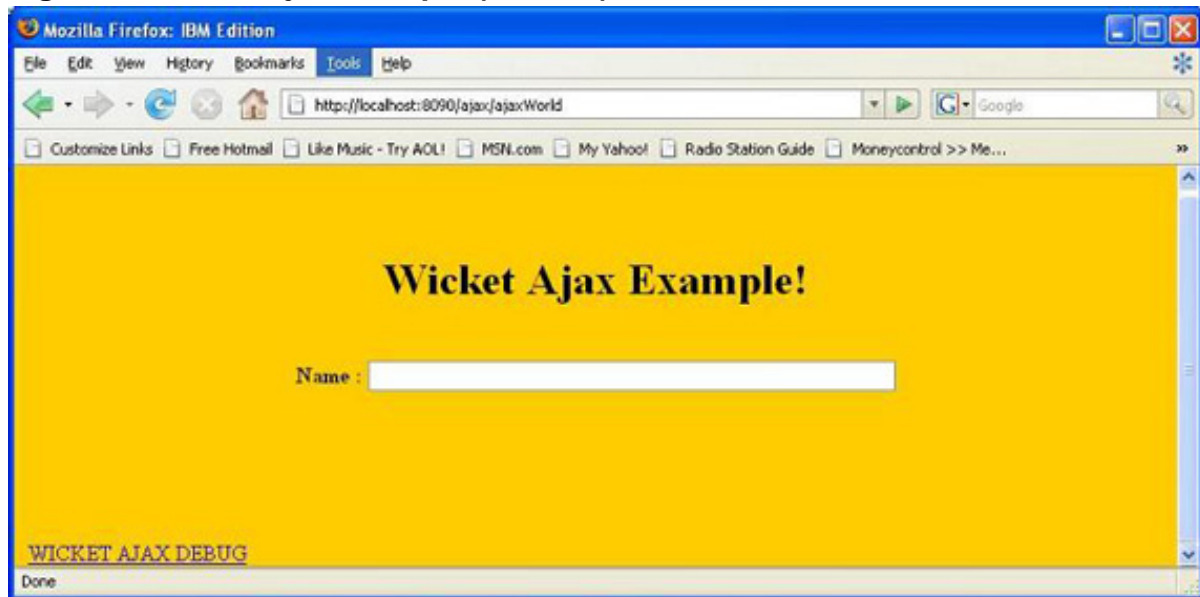 Mozilla Firefox: IBM Edition
File Edit View History Bookmarks Tools Help
http://localhost:8090/ajax/ajaxWorld
G Google
Customize Links Free Hotmail Like Music - Try AOL! MSN.com My Yahoo! Radio Station Guide Moneycontrol >> Me... »
Wicket Ajax Example!
Name :
WICKET AJAX DEBUG
Done